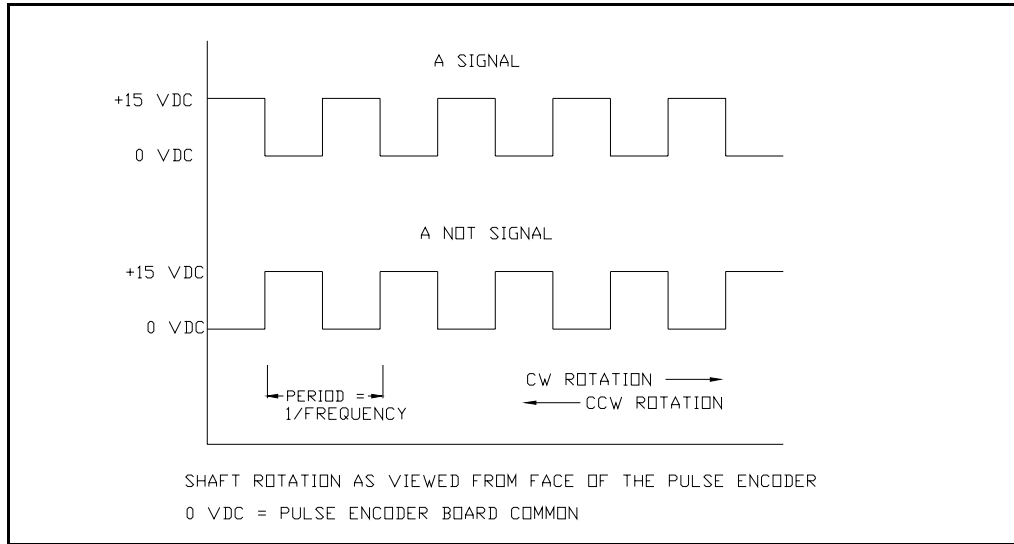 A SIGNAL
+15 VDC
0 VDC
A NOT SIGNAL
+15 VDC
0 VDC
PERIOD =
1/FREQUENCY
CW ROTATION
CCW ROTATION
SHAFT ROTATION AS VIEWED FROM FACE OF THE PULSE ENCODER
0 VDC = PULSE ENCODER BOARD COMMON